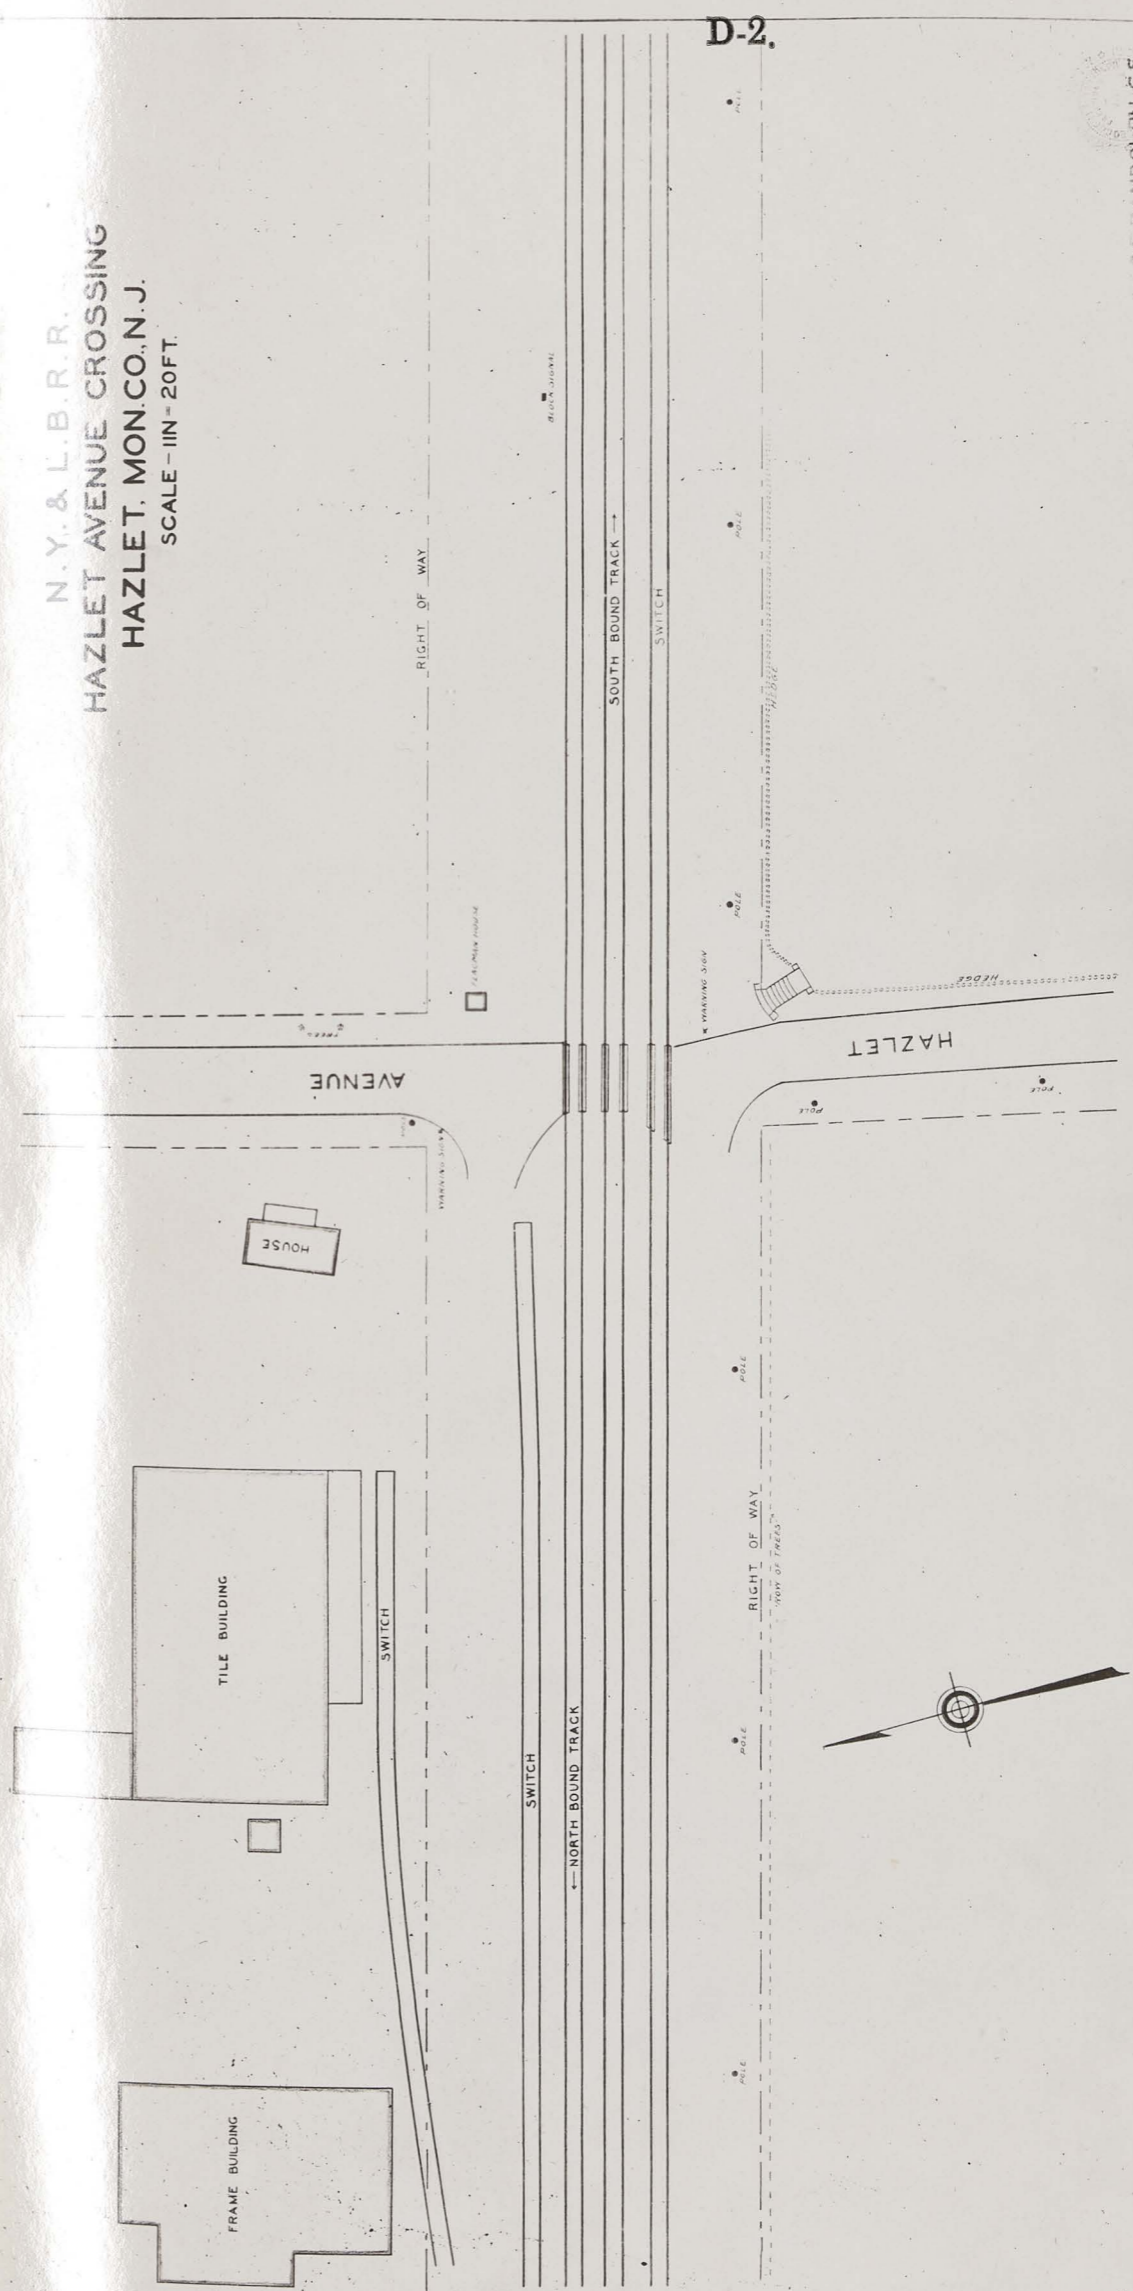 D-2.
N.Y. & L.B.R.R.
HAZLET AVENUE CROSSING
HAZLET, MON.CO., N.J.
SCALE - 1IN = 20FT.
POLE
BLOCK SIGNAL
POLE
RIGHT OF WAY
SOUTH BOUND TRACK →
SWITCH
HEDGE
POLE
FLAGMAN HOUSE
WARNING SIGN
HEDGE
TREES
AVENUE
HAZLET
POLE
POLE
WARNING SIGN
HOUSE
POLE
RIGHT OF WAY
ROW OF TREES
TILE BUILDING
SWITCH
SWITCH
← NORTH BOUND TRACK
POLE
POLE
FRAME BUILDING